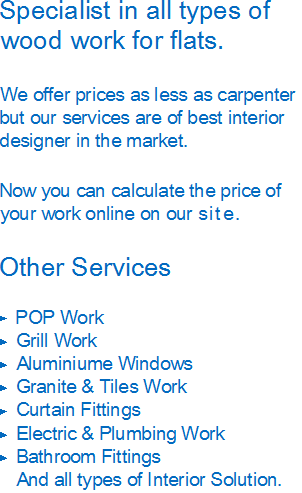 Specialist in all types of
wood work for flats.
We offer prices as less as carpenter
but our services are of best interior
designer in the market.
Now you can calculate the price of
your work online on our site.
Other Services
POP Work
Grill Work
Aluminiume Windows
Granite & Tiles Work
Curtain Fittings
Electric & Plumbing Work
Bathroom Fittings
And all types of Interior Solution.